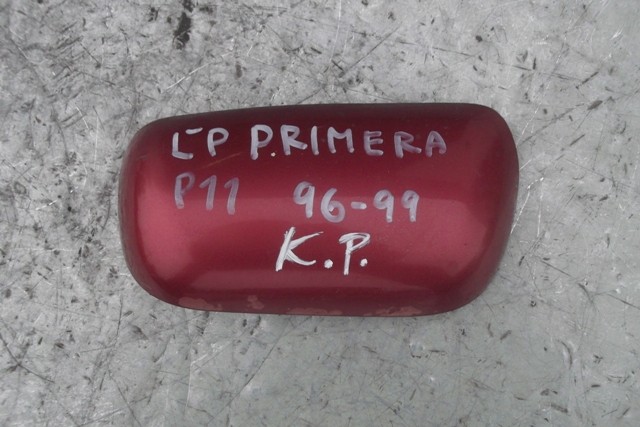 L-P PRIMERA
P11 96-99
K.P.